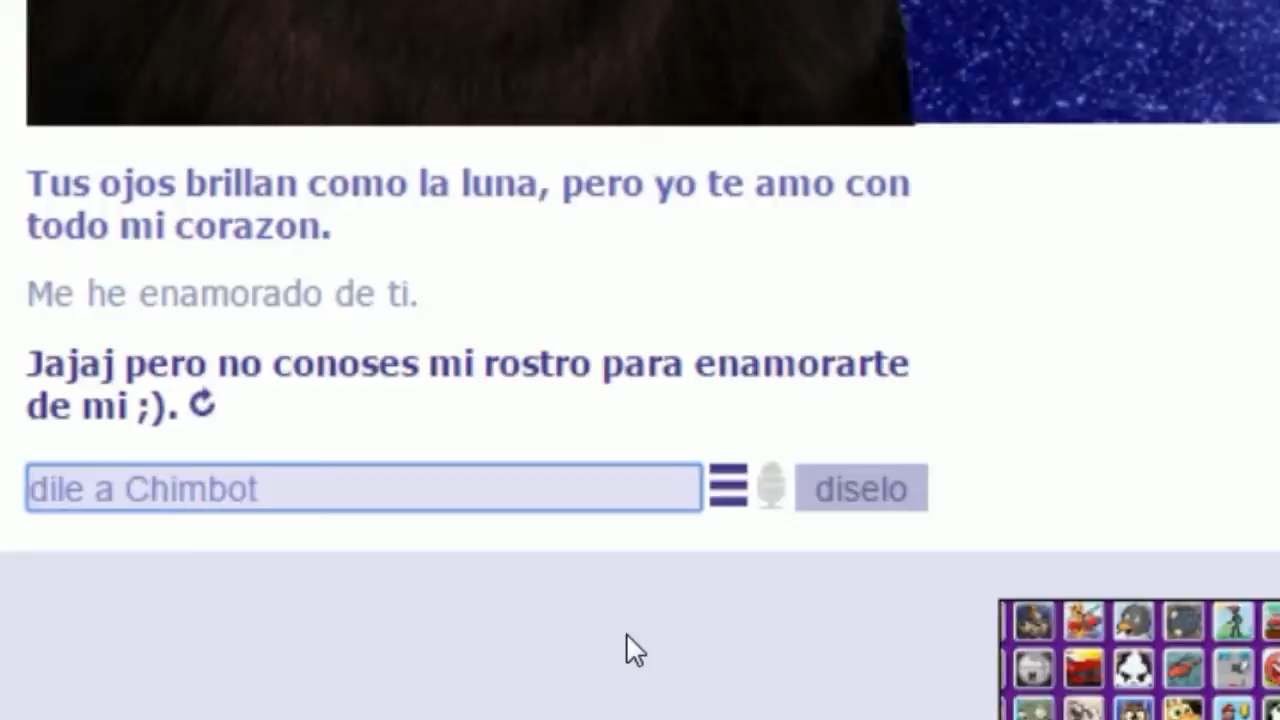 Tus ojos brillan como la luna, pero yo te amo con
todo mi corazon.
Me he enamorado de ti.
Jajaj pero no conoses mi rostro para enamorarte
de mi ;).
dile a Chimbot
diselo